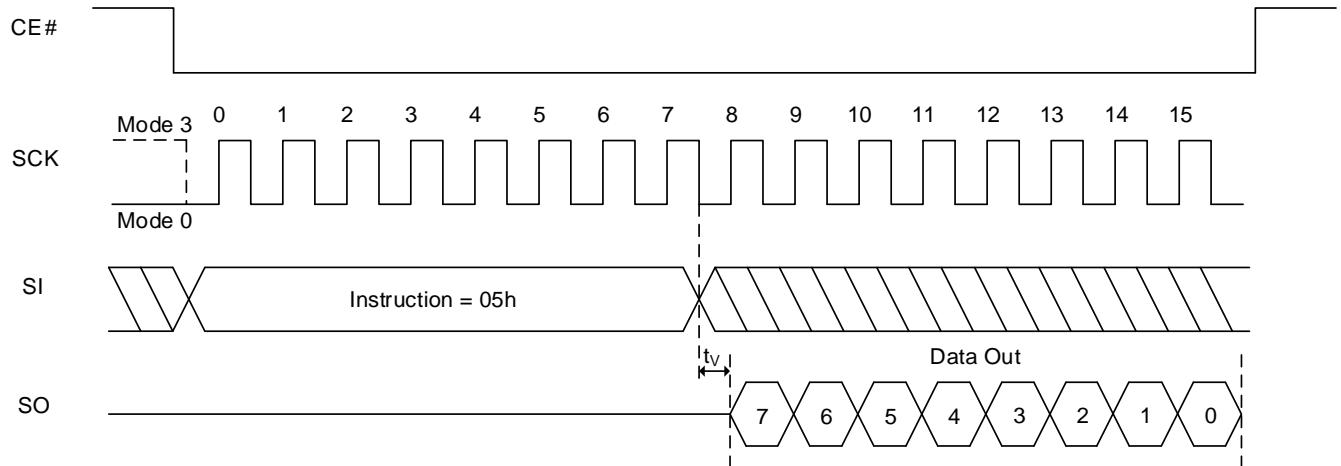 CE#
0 1 2 3 4 5 6 7 8 9 10 11 12 13 14 15
Mode 3
SCK
Mode 0
SI
Instruction = 05h
tV
Data Out
SO
7 6 5 4 3 2 1 0